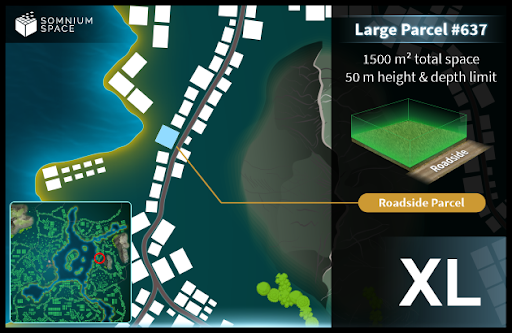 SOMNIUM
SPACE
Large Parcel #637
1500 m² total space
50 m height & depth limit
Roadside
Roadside Parcel
XL